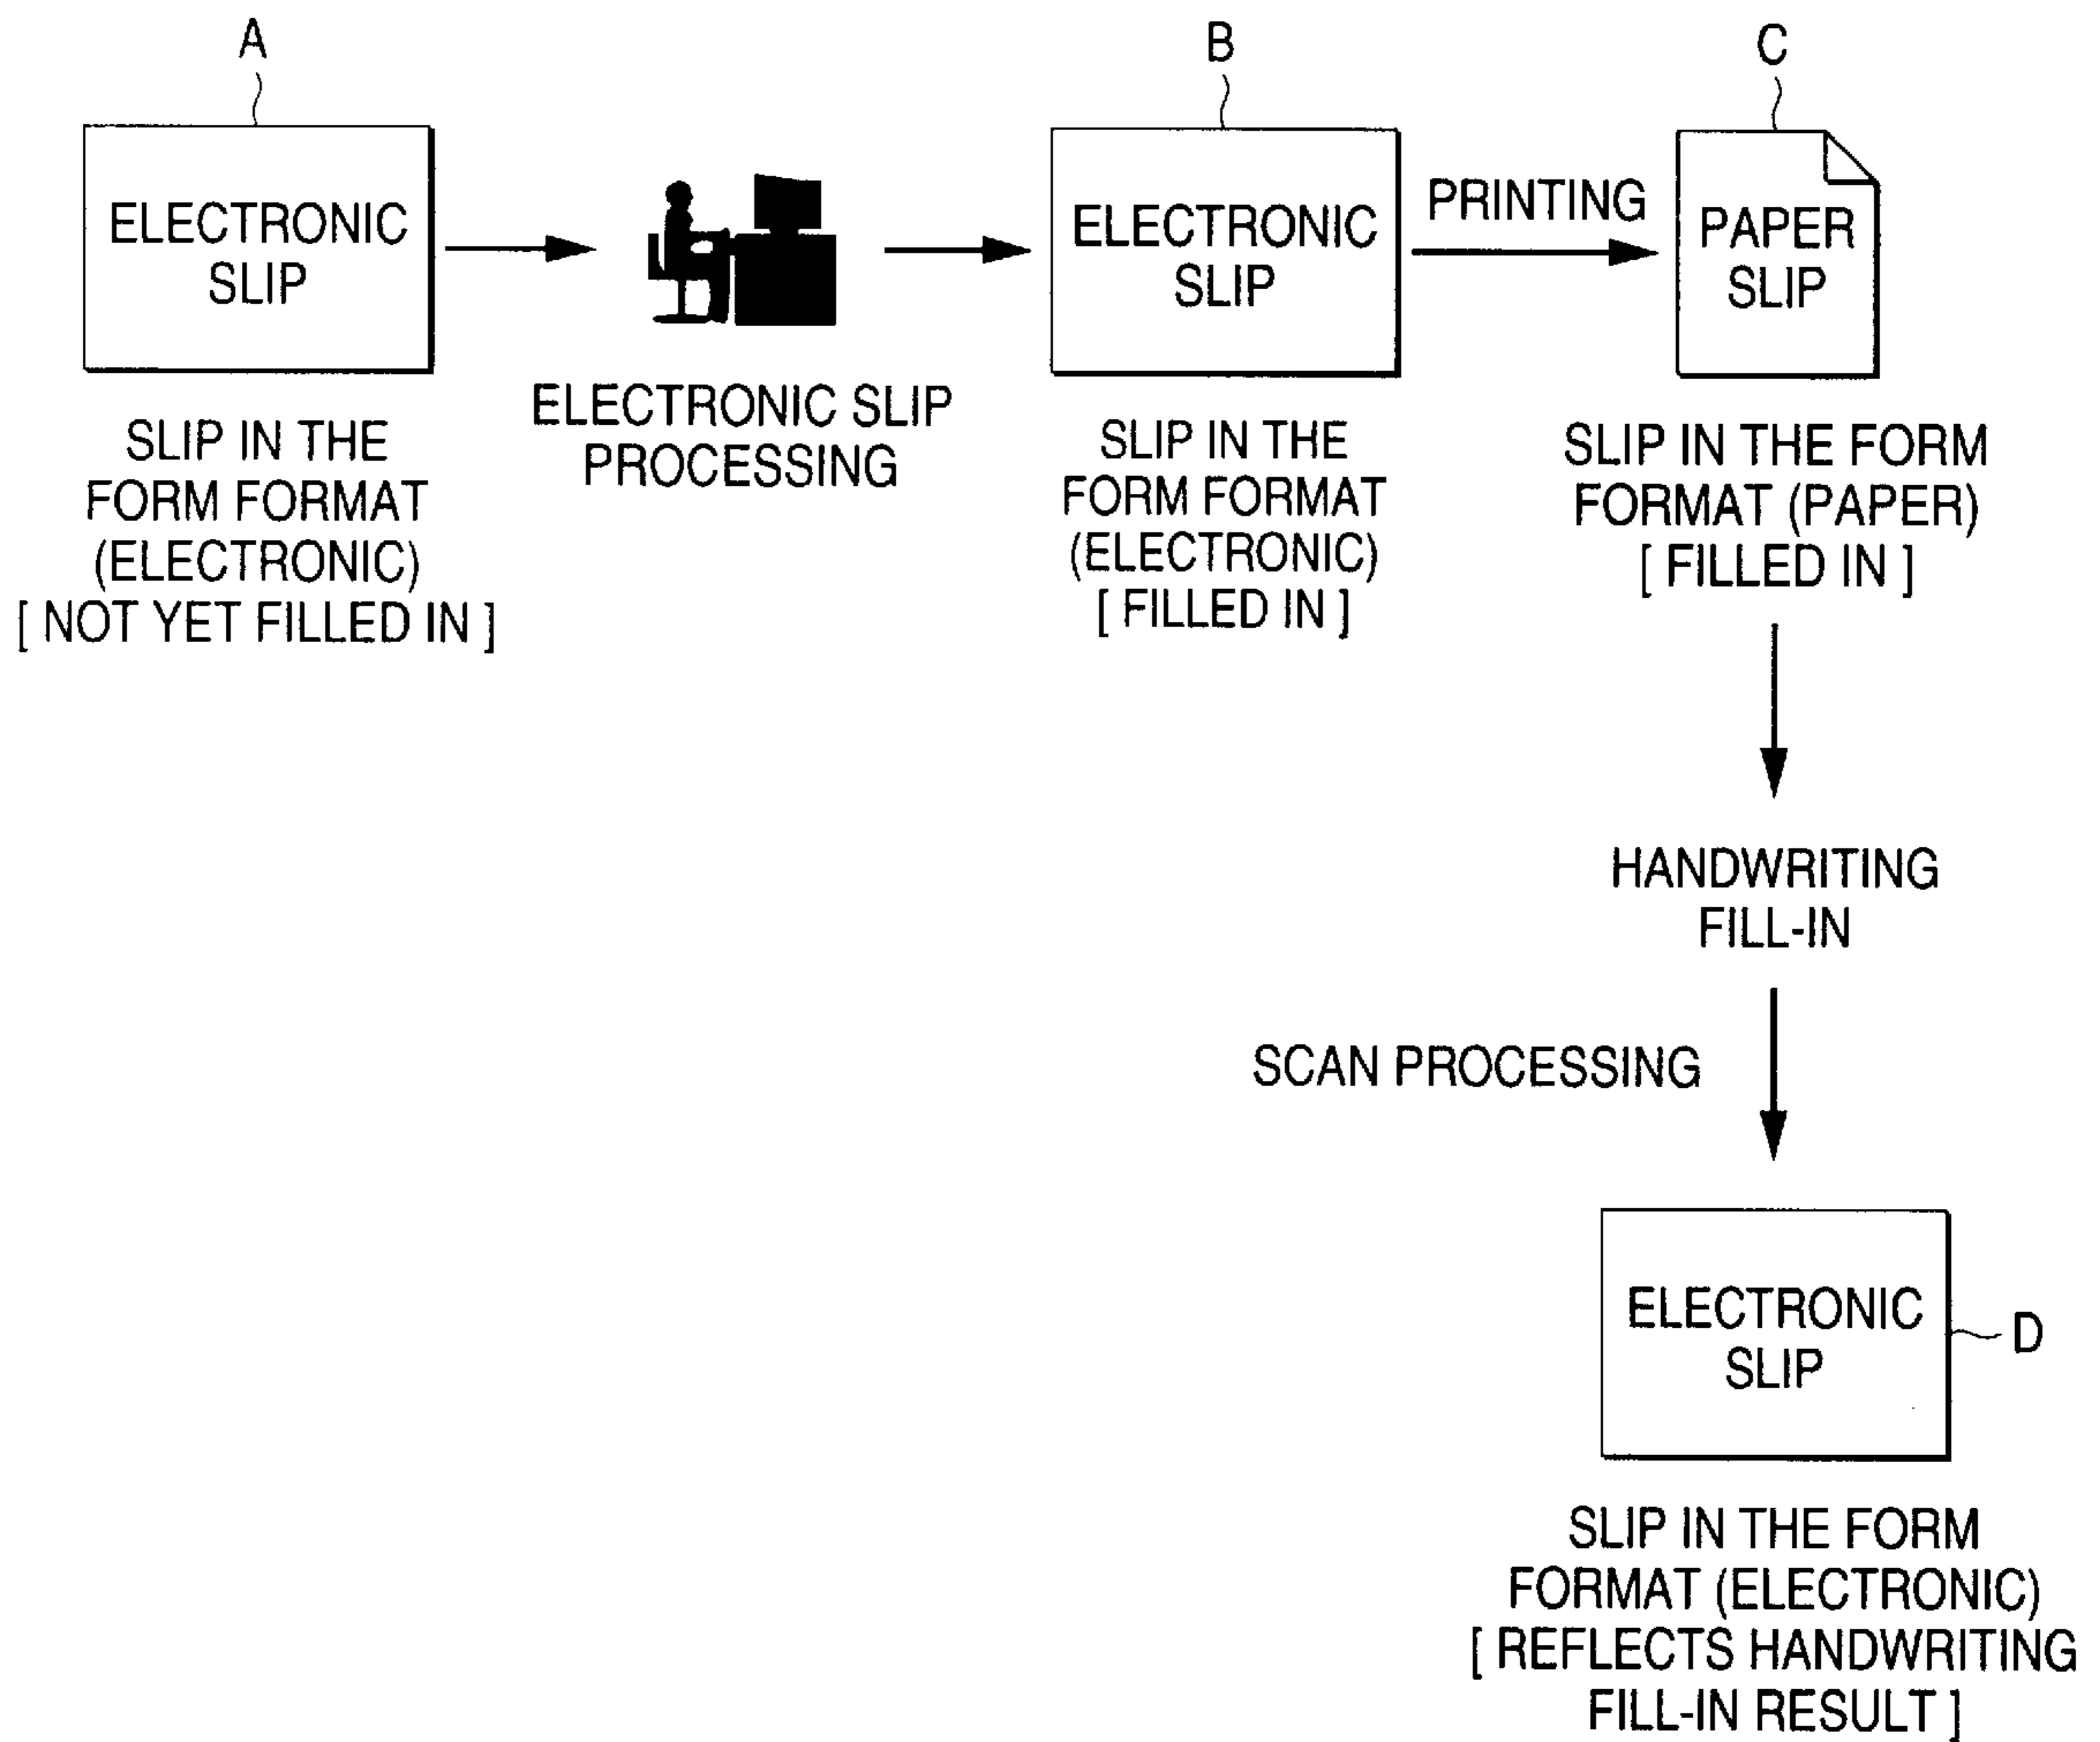 A
B
C
ELECTRONIC
SLIP
ELECTRONIC
SLIP
PRINTING
PAPER
SLIP
SLIP IN THE
FORM FORMAT
(ELECTRONIC)
[ NOT YET FILLED IN ]
ELECTRONIC SLIP
PROCESSING
SLIP IN THE
FORM FORMAT
(ELECTRONIC)
[ FILLED IN ]
SLIP IN THE FORM
FORMAT (PAPER)
[ FILLED IN ]
HANDWRITING
FILL-IN
SCAN PROCESSING
ELECTRONIC
SLIP
D
SLIP IN THE FORM
FORMAT (ELECTRONIC)
[ REFLECTS HANDWRITING
FILL-IN RESULT ]